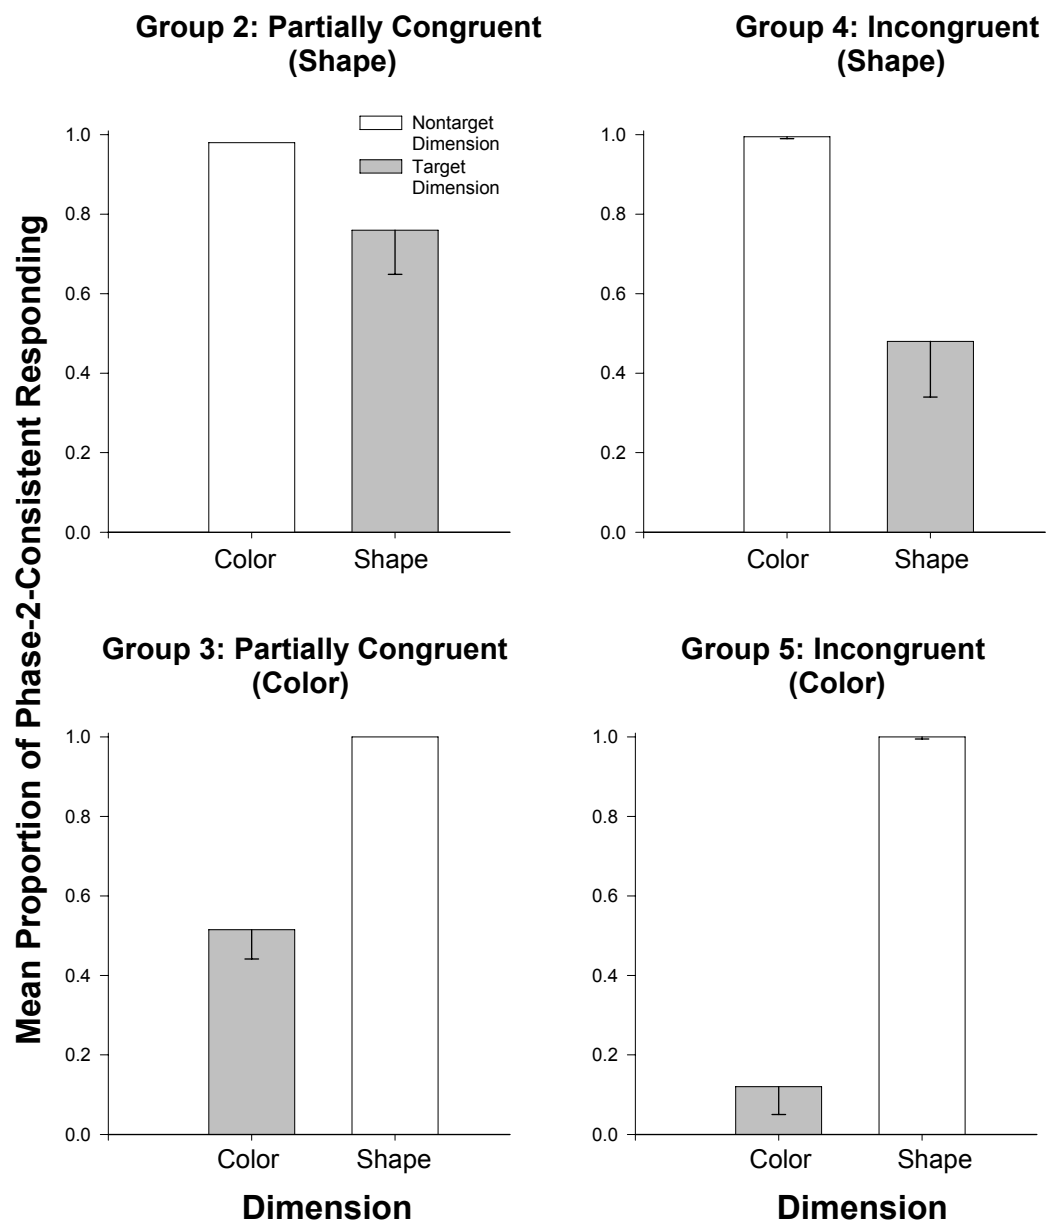 Group 2: Partially Congruent
(Shape)
Nontarget
Dimension
Target
Dimension
1.0
0.8
0.6
0.4
0.2
0.0
Color Shape
Group 4: Incongruent
(Shape)
1.0
0.8
0.6
0.4
0.2
0.0
Color Shape
Mean Proportion of Phase-2-Consistent Responding
Group 3: Partially Congruent
(Color)
1.0
0.8
0.6
0.4
0.2
0.0
Color Shape
Dimension
Group 5: Incongruent
(Color)
1.0
0.8
0.6
0.4
0.2
0.0
Color Shape
Dimension